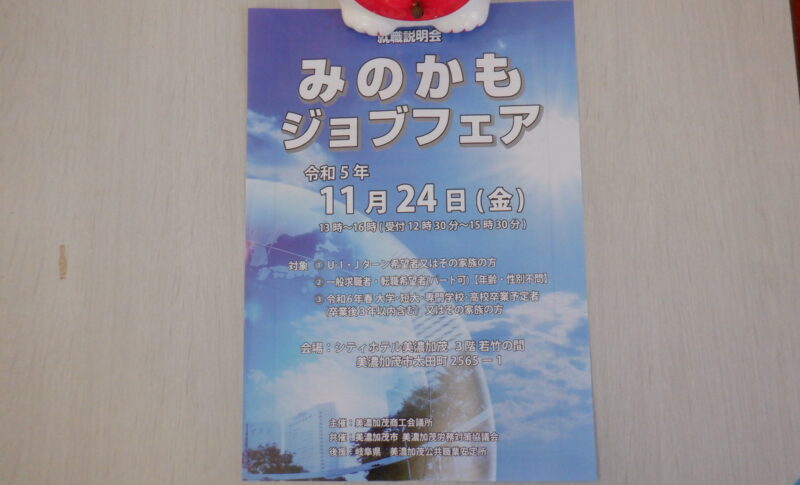 就職説明会
みのかも
ジョブフェア
令和5年
11月24日(金)
13時～16時(受付12時30分～15時30分)
対象 ① U・I・Jターン希望者又はその家族の方
② 一般求職者・転職希望者(パート可)【年齢・性別不問】
③ 令和6年春 大学・短大・専門学校・高校卒業予定者
(卒業後3年以内含む) 又はその家族の方
会場：シティホテル美濃加茂 3階 若竹の間
美濃加茂市太田町2565－1
主催：美濃加茂商工会議所
共催：美濃加茂市 美濃加茂労務対策協議会
後援：岐阜県 美濃加茂公共職業安定所